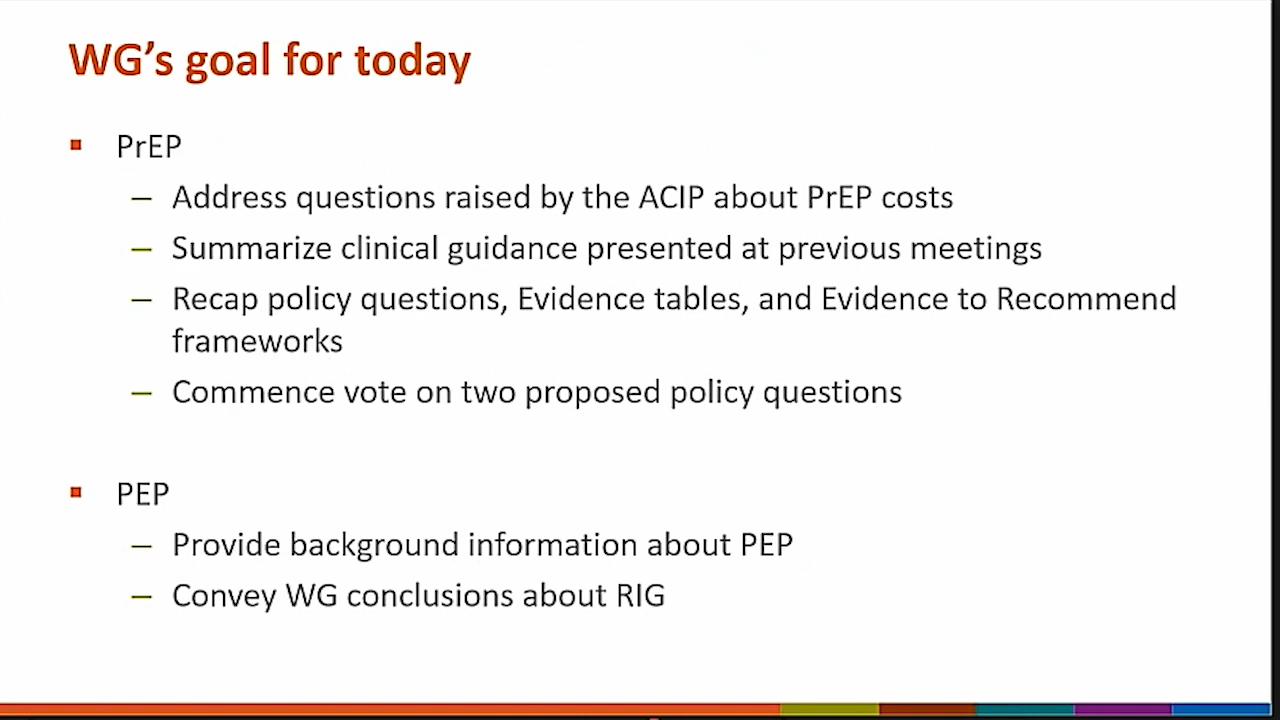 WG’s goal for today
▪ PrEP
– Address questions raised by the ACIP about PrEP costs
– Summarize clinical guidance presented at previous meetings
– Recap policy questions, Evidence tables, and Evidence to Recommend
frameworks
– Commence vote on two proposed policy questions
▪ PEP
– Provide background information about PEP
– Convey WG conclusions about RIG